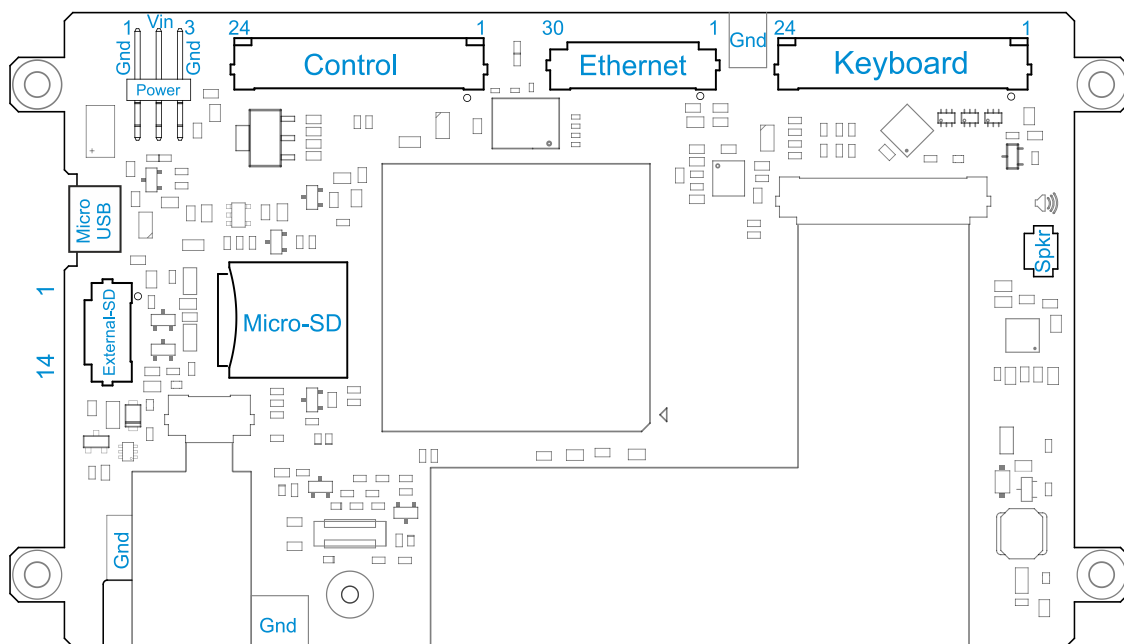 1 Vin 3
Gnd
Gnd
Power
24 1
Control
30 1
Ethernet
Gnd
24 1
Keyboard
Micro
USB
1
External-SD
14
Micro-SD
Spkr
Gnd
Gnd